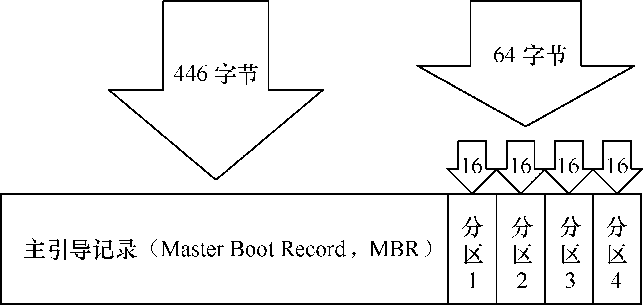 446 字节
64 字节
16 16 16 16
主引导记录（Master Boot Record，MBR）
分区1
分区2
分区3
分区4